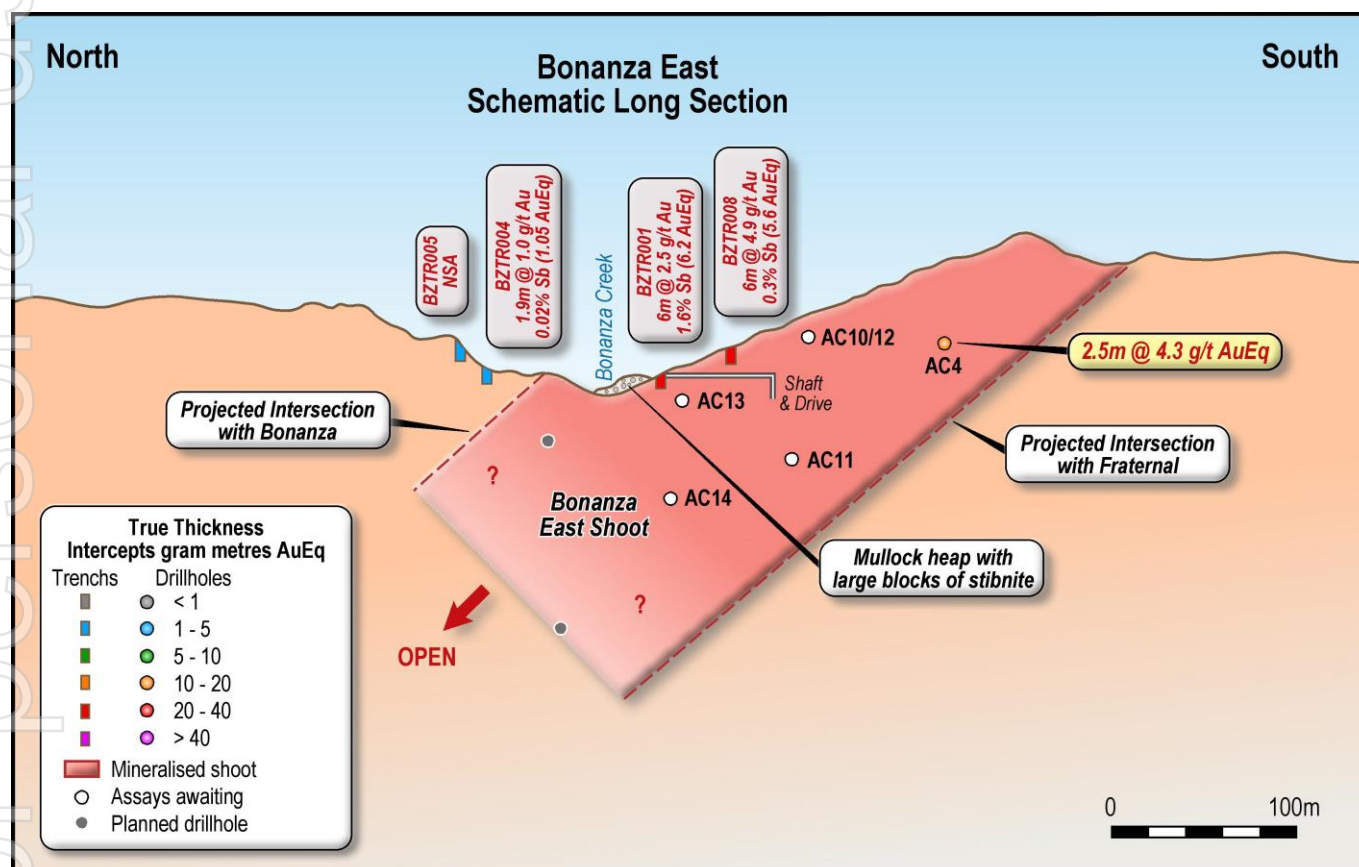 North
South
Bonanza East
Schematic Long Section
BZTR005
NSA
BZTR004
1.9m @ 1.0 g/t Au
0.02% Sb (1.05 AuEq)
Bonanza Creek
BZTR001
6m @ 2.5 g/t Au
1.6% Sb (6.2 AuEq)
BZTR008
6m @ 4.9 g/t Au
0.3% Sb (5.6 AuEq)
AC10/12
AC4
2.5m @ 4.3 g/t AuEq
Shaft
& Drive
AC13
Projected Intersection
with Bonanza
Projected Intersection
with Fraternal
AC11
?
AC14
Bonanza
East Shoot
Mullock heap with
large blocks of stibnite
?
OPEN
True Thickness
Intercepts gram metres AuEq
Trenchs Drillholes
< 1
1 - 5
5 - 10
10 - 20
20 - 40
> 40
Mineralised shoot
Assays awaiting
Planned drillhole
0 100m
personal